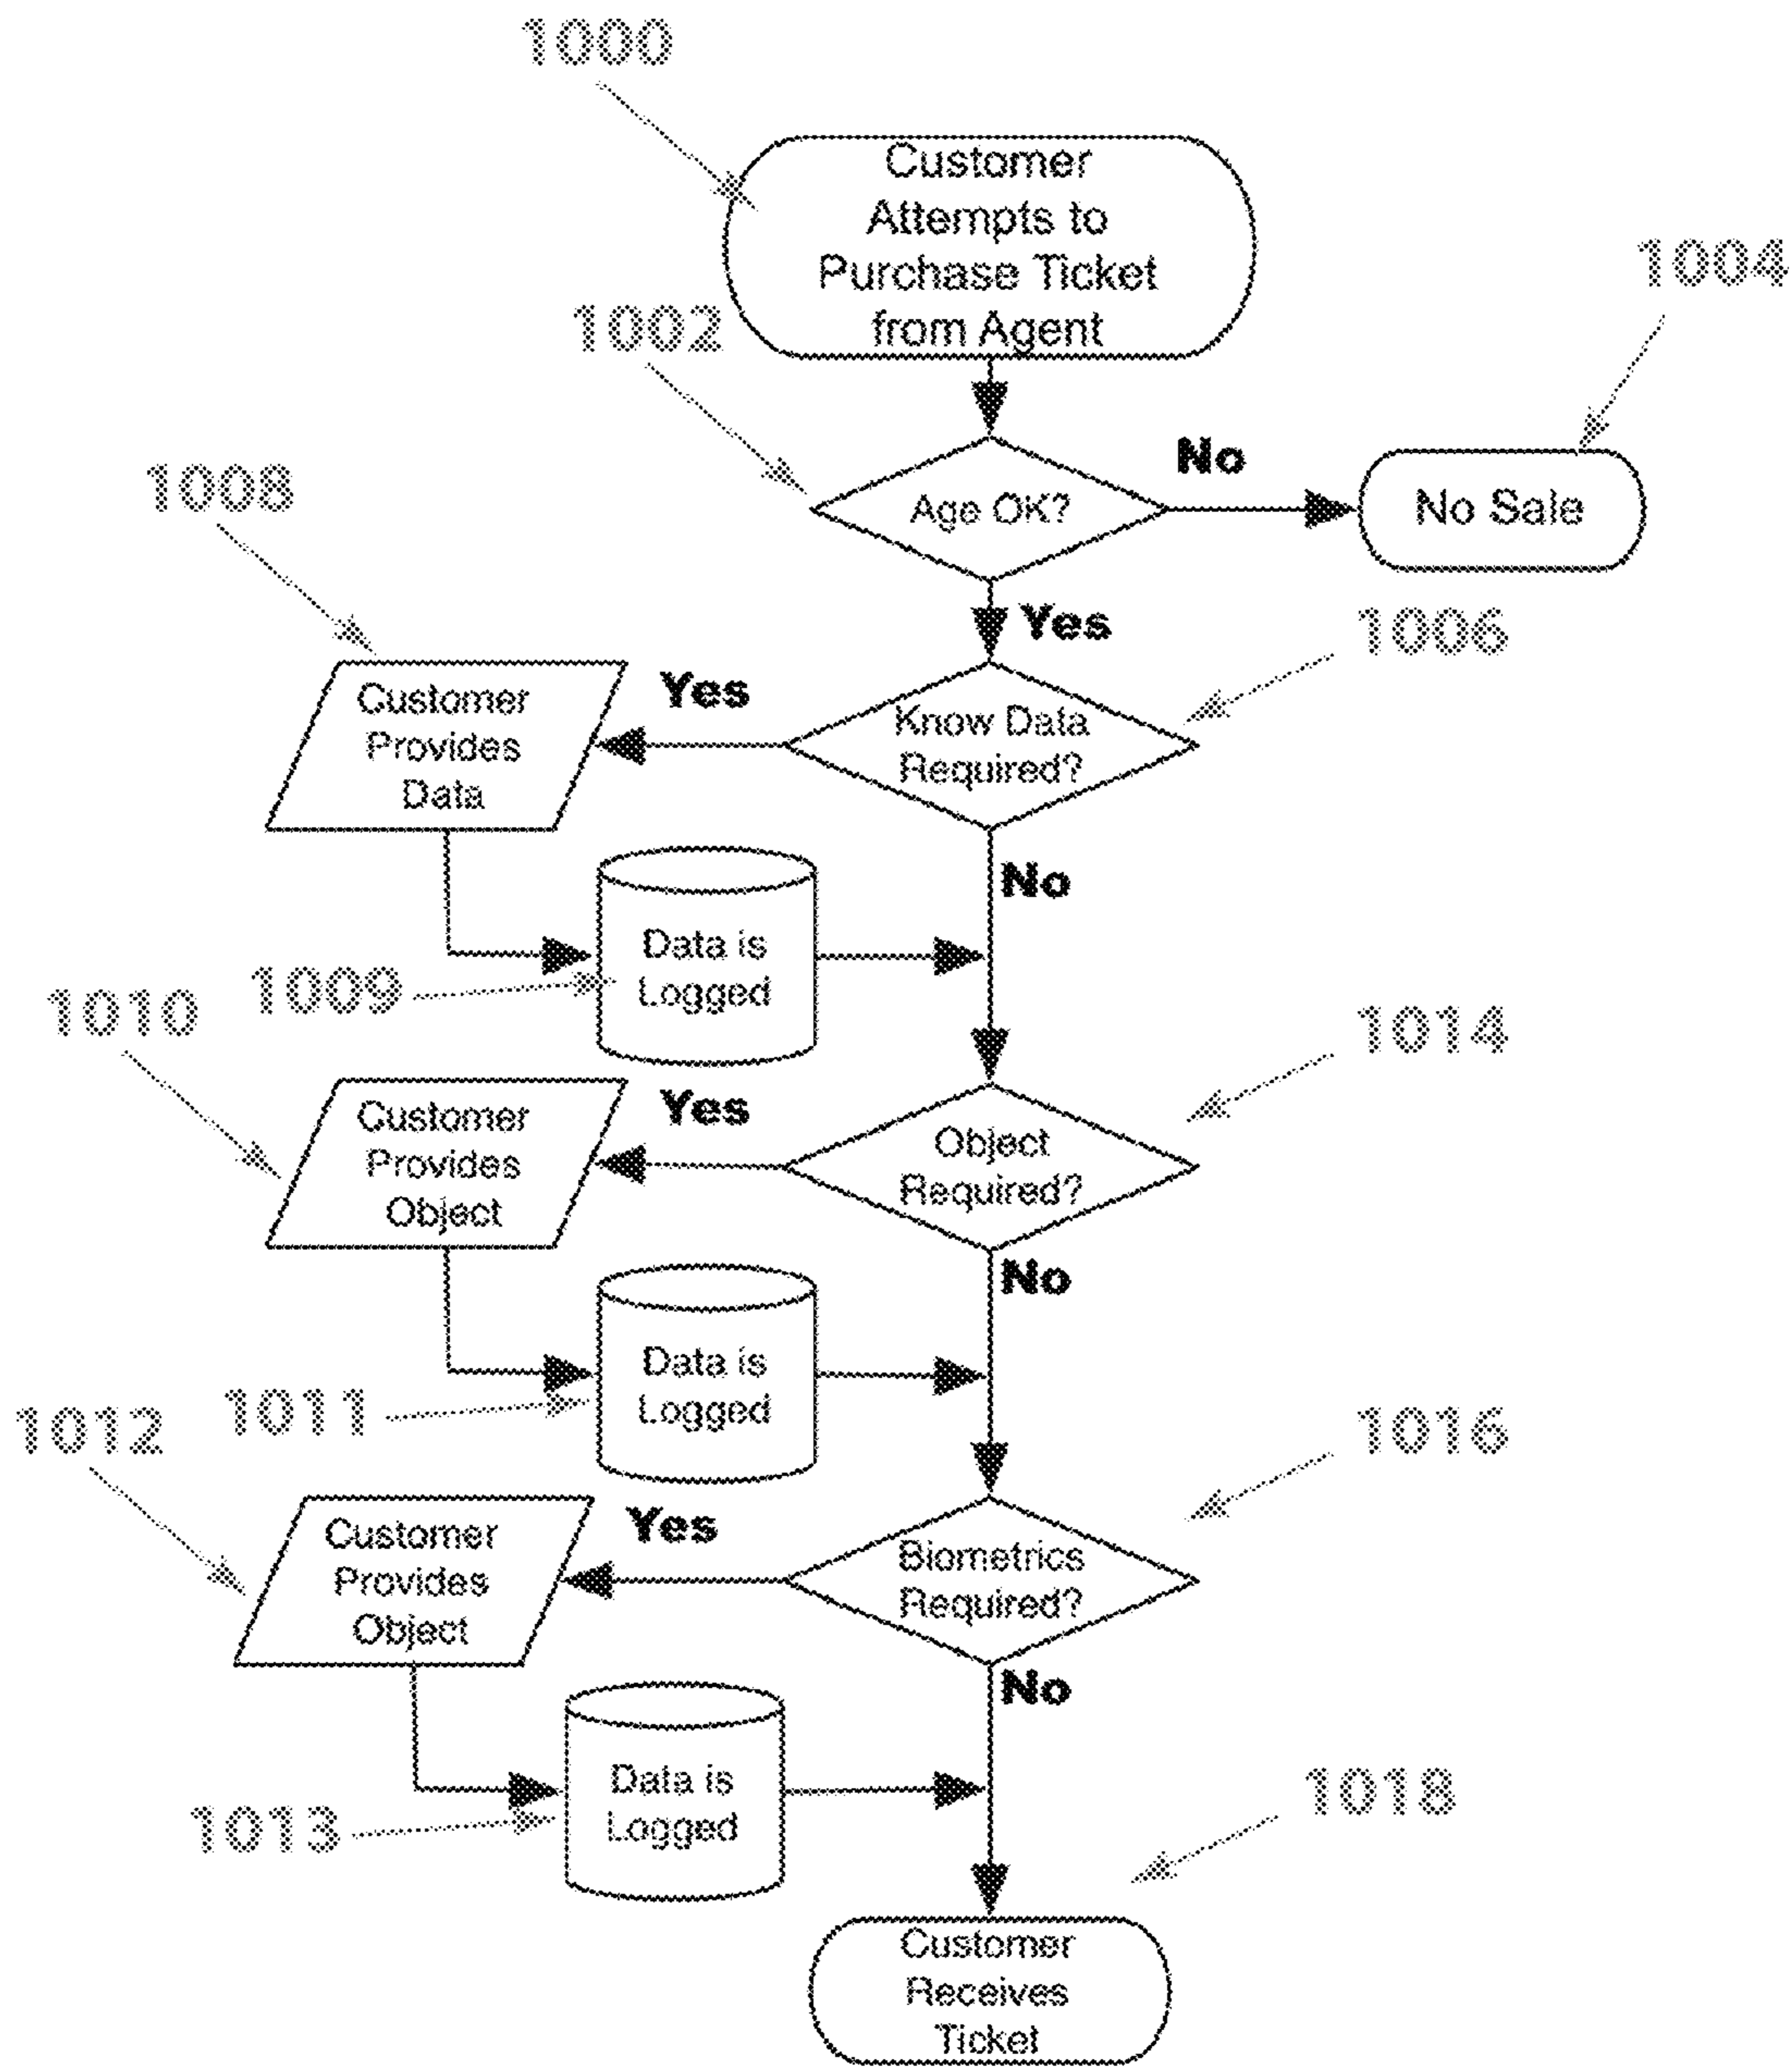 1000
Customer
Attempts to
Purchase Ticket
from Agent
1004
1002
No
Age OK?
No Sale
1008
Yes
1006
Customer
Provides
Data
Yes
Know Data
Required?
No
Data is
Logged
1009
1010
1014
Customer
Provides
Object
Yes
Object
Required?
No
Data is
Logged
1011
1012
1016
Customer
Provides
Object
Yes
Biometrics
Required?
No
Data is
Logged
1013
1018
Customer
Receives
Ticket